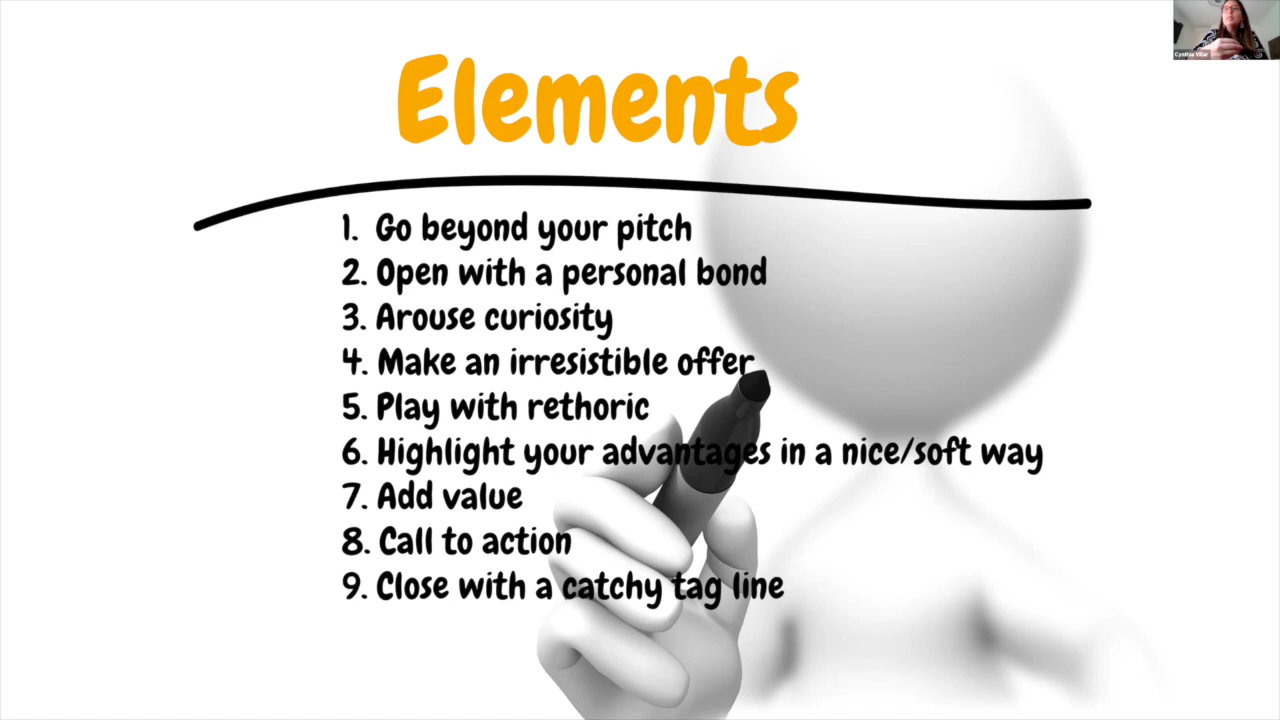 Elements
1. Go beyond your pitch
2. Open with a personal bond
3. Arouse curiosity
4. Make an irresistible offer
5. Play with rethoric
6. Highlight your advantages in a nice/soft way
7. Add value
8. Call to action
9. Close with a catchy tag line
Cynthia Villar